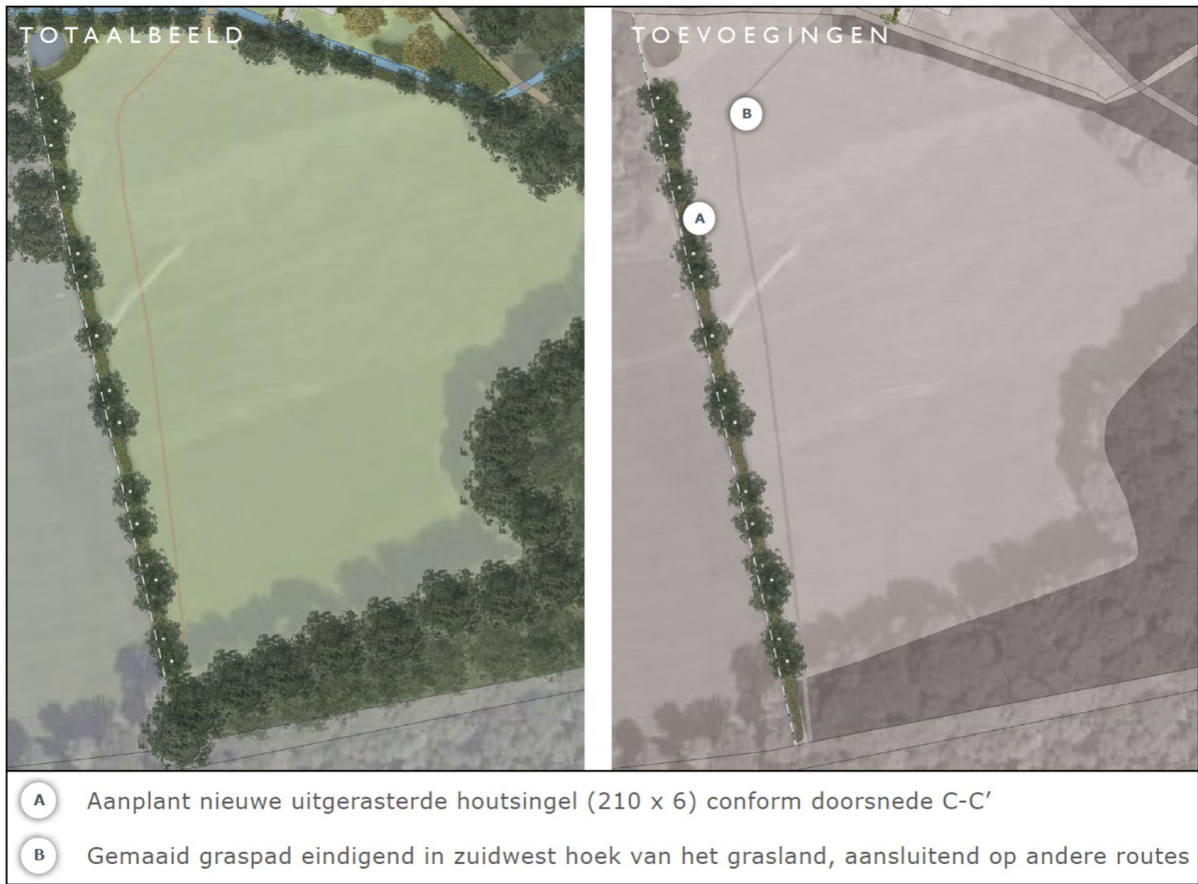 TOTAALBEELD
TOEVOEGINGEN
B
A
A Aanplant nieuwe uitgerasterde houtsingel (210 x 6) conform doorsnede C-C’
B Gemaaid graspad eindigend in zuidwest hoek van het grasland, aansluitend op andere routes